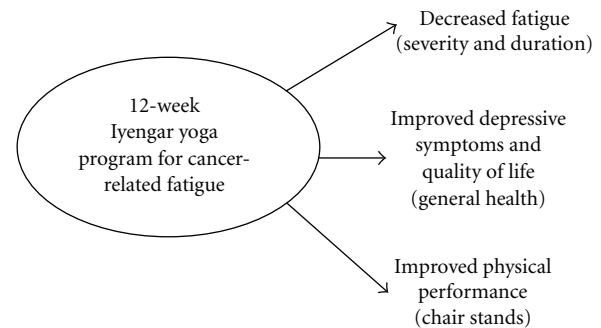 12-week
Iyengar yoga
program for cancer-
related fatigue
Decreased fatigue
(severity and duration)
Improved depressive
symptoms and
quality of life
(general health)
Improved physical
performance
(chair stands)